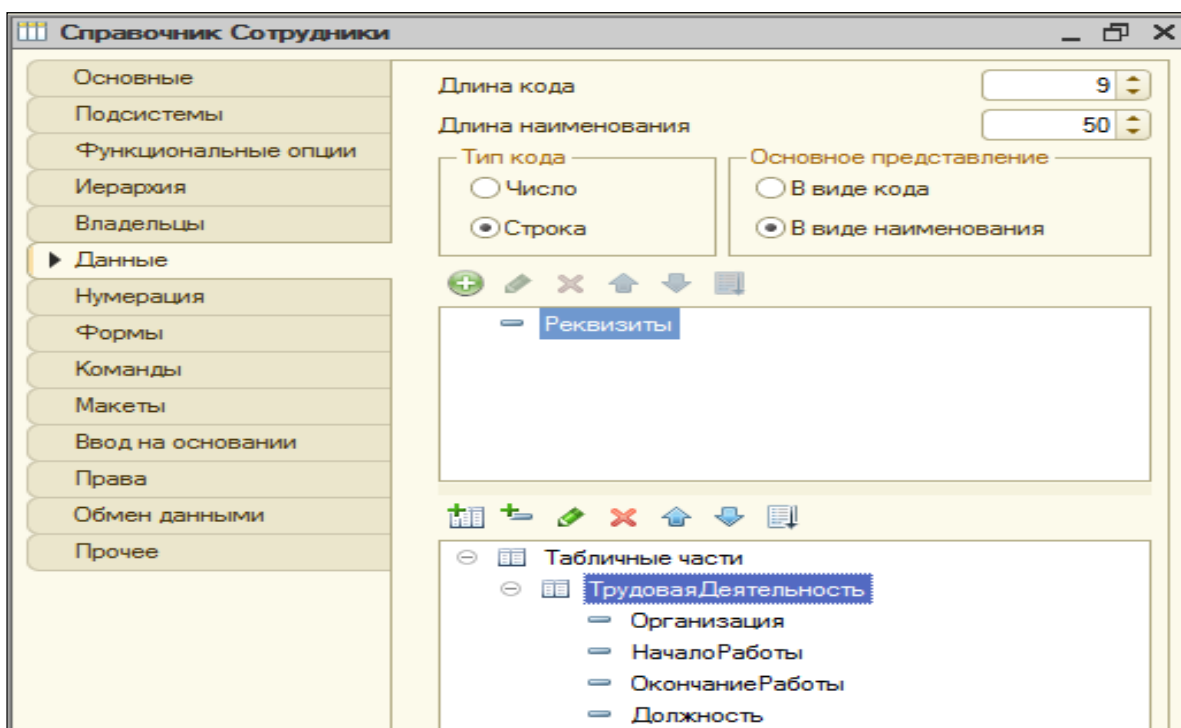 Справочник Сотрудники
Основные
Подсистемы
Функциональные опции
Иерархия
Владельцы
Данные
Нумерация
Формы
Команды
Макеты
Ввод на основании
Права
Обмен данными
Прочее
Длина кода 9
Длина наименования 50
Тип кода
Число
Строка
Основное представление
В виде кода
В виде наименования
Реквизиты
Табличные части
ТрудоваяДеятельность
Организация
НачалоРаботы
ОкончаниеРаботы
Должность